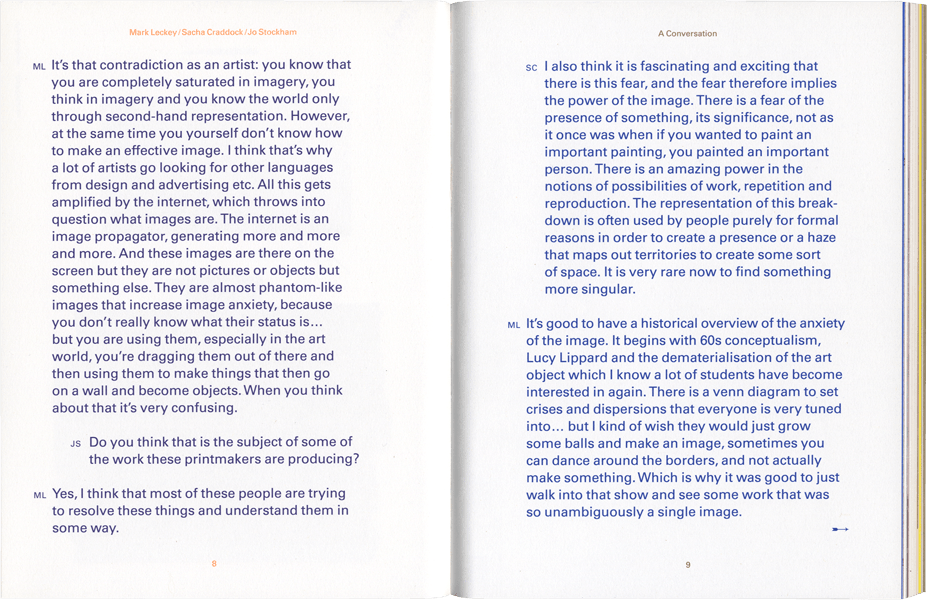 Mark Leckey/Sacha Craddock/Jo Stockham
ML It's that contradiction as an artist: you know that
you are completely saturated in imagery, you
think in imagery and you know the world only
through second-hand representation. However,
at the same time you yourself don't know how
to make an effective image. I think that's why
a lot of artists go looking for other languages
from design and advertising etc. All this gets
amplified by the internet, which throws into
question what images are. The internet is an
image propagator, generating more and more
and more. And these images are there on the
screen but they are not pictures or objects but
something else. They are almost phantom-like
images that increase image anxiety, because
you don't really know what their status is...
but you are using them, especially in the art
world, you're dragging them out of there and
then using them to make things that then go
on a wall and become objects. When you think
about that it's very confusing.
JS Do you think that is the subject of some of
the work these printmakers are producing?
ML Yes, I think that most of these people are trying
to resolve these things and understand them in
some way.
8
A Conversation
SC I also think it is fascinating and exciting that
there is this fear, and the fear therefore implies
the power of the image. There is a fear of the
presence of something, its significance, not as
it once was when if you wanted to paint an
important painting, you painted an important
person. There is an amazing power in the
notions of possibilities of work, repetition and
reproduction. The representation of this break-
down is often used by people purely for formal
reasons in order to create a presence or a haze
that maps out territories to create some sort
of space. It is very rare now to find something
more singular.
ML It's good to have a historical overview of the anxiety
of the image. It begins with 60s conceptualism,
Lucy Lippard and the dematerialisation of the art
object which I know a lot of students have become
interested in again. There is a venn diagram to set
crises and dispersions that everyone is very tuned
into... but I kind of wish they would just grow
some balls and make an image, sometimes you
can dance around the borders, and not actually
make something. Which is why it was good to just
walk into that show and see some work that was
so unambiguously a single image.
9